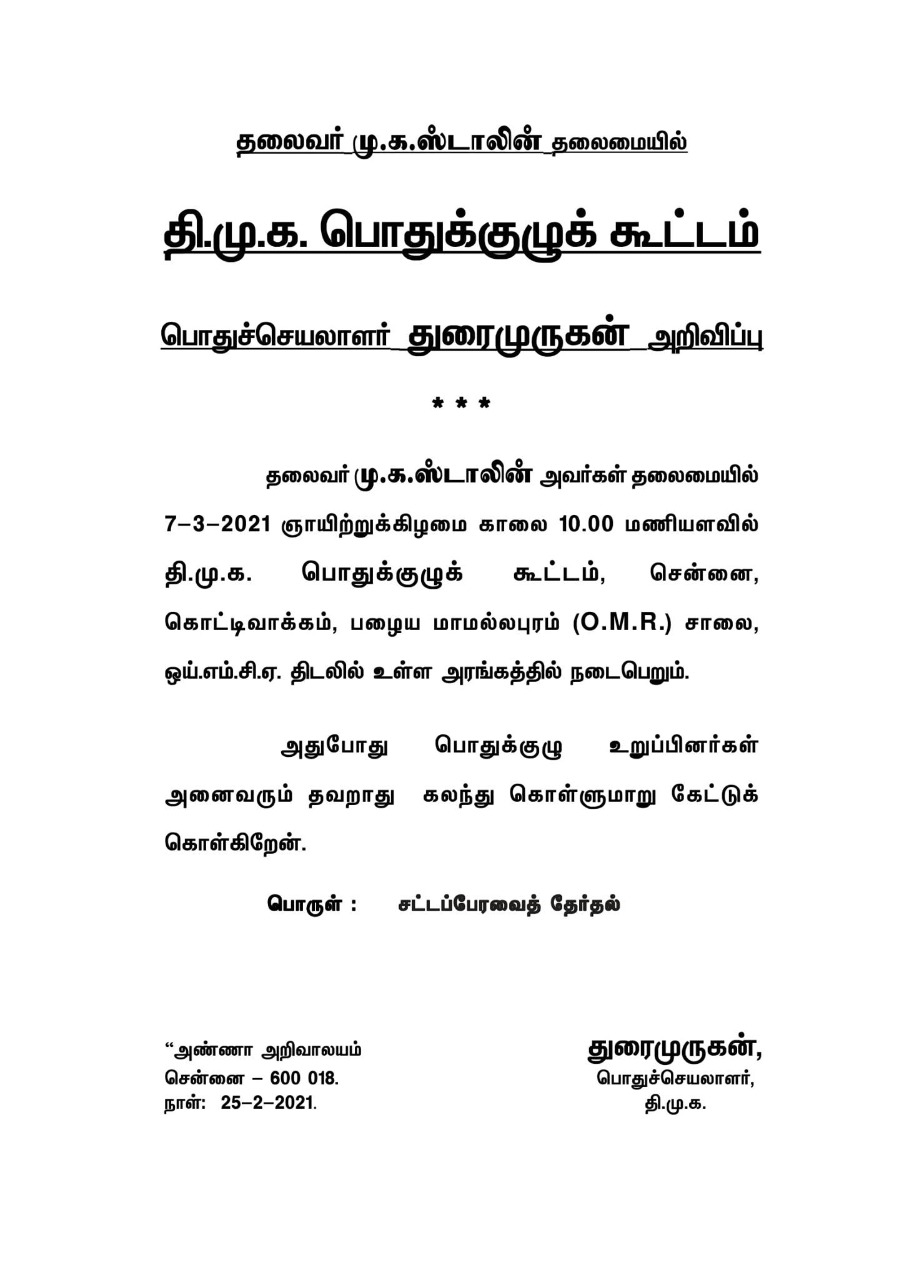 தலைவர் மு.க.ஸ்டாலின் தலைமையில்
தி.மு.க. பொதுக்குழுக் கூட்டம்
பொதுச்செயலாளர் துரைமுருகன் அறிவிப்பு
* * *
தலைவர் மு.க.ஸ்டாலின் அவர்கள் தலைமையில்
7–3–2021 ஞாயிற்றுக்கிழமை காலை 10.00 மணியளவில்
தி.மு.க. பொதுக்குழுக் கூட்டம், சென்னை,
கொட்டிவாக்கம், பழைய மாமல்லபுரம் (O.M.R.) சாலை,
ஒய்.எம்.சி.ஏ. திடலில் உள்ள அரங்கத்தில் நடைபெறும்.
அதுபோது பொதுக்குழு உறுப்பினர்கள்
அனைவரும் தவறாது கலந்து கொள்ளுமாறு கேட்டுக்
கொள்கிறேன்.
பொருள் : சட்டப்பேரவைத் தேர்தல்
“அண்ணா அறிவாலயம்
சென்னை – 600 018.
நாள்: 25–2–2021.
துரைமுருகன்,
பொதுச்செயலாளர்,
தி.மு.க.